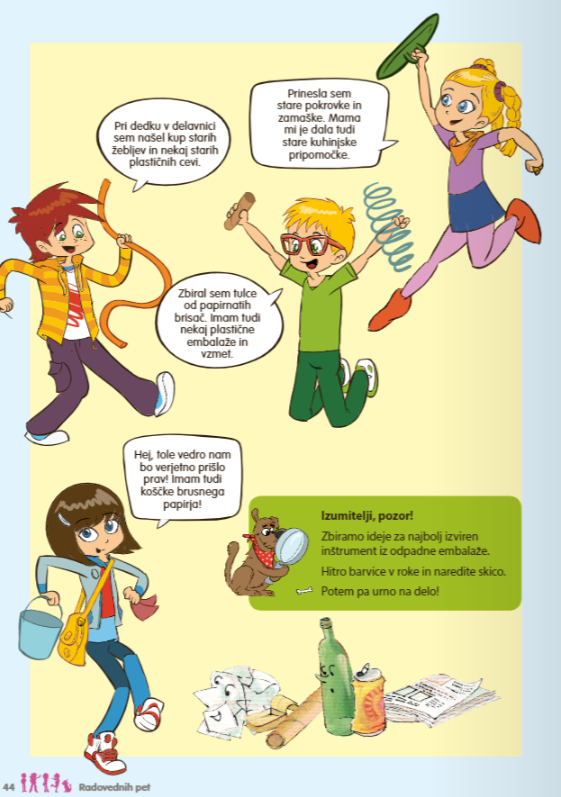 Prinesla sem
stare pokrovke in
zamaške. Mama
mi je dala tudi
stare kuhinjske
pripomočke.
Pri dedku v delavnici
sem našel kup starih
žebljev in nekaj starih
plastičnih cevi.
Zbiral sem tulce
od papirnatih
brisač. Imam tudi
nekaj plastične
embalaže in
vzmet.
Hej, tole vedro nam
bo verjetno prišlo
prav! Imam tudi
koščke brusnega
papirja!
Izumitelji, pozor!
Zbiramo ideje za najbolj izviren
inštrument iz odpadne embalaže.
Hitro barvice v roke in naredite skico.
Potem pa urno na delo!
44 Radovednih pet